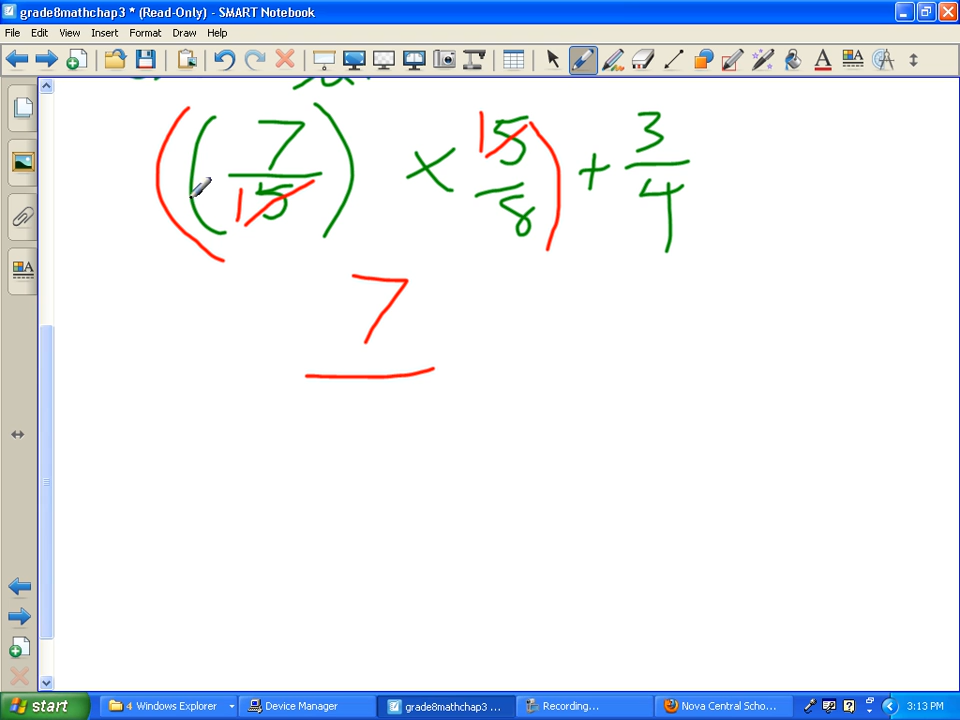 grade8mathchap3 * (Read-Only) - SMART Notebook
File Edit View Insert Format Draw Help
7 15 3
( ( — ) × — ) + —
15 8 4
7
start 4 Windows Explorer Device Manager grade8mathchap3 ... Recording... Nova Central Scho... 3:13 PM